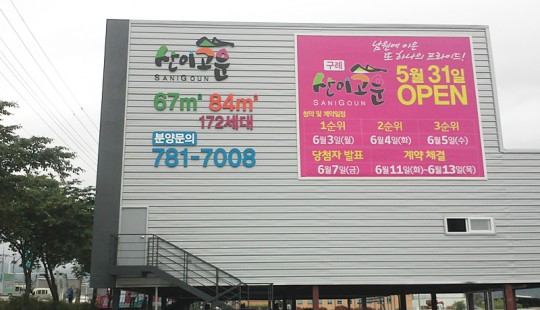 산이고운
SANIGOUN
67㎡ 84㎡
172세대
분양문의
781-7008
남원에 이은
또 하나의 프라이드!
구례
산이고운
SANIGOUN
5월 31일
OPEN
청약 및 계약일정
1순위 2순위 3순위
6월3일(월) 6월4일(화) 6월5일(수)
당첨자 발표 계약 체결
6월7일(금) 6월11일(화)~6월13일(목)